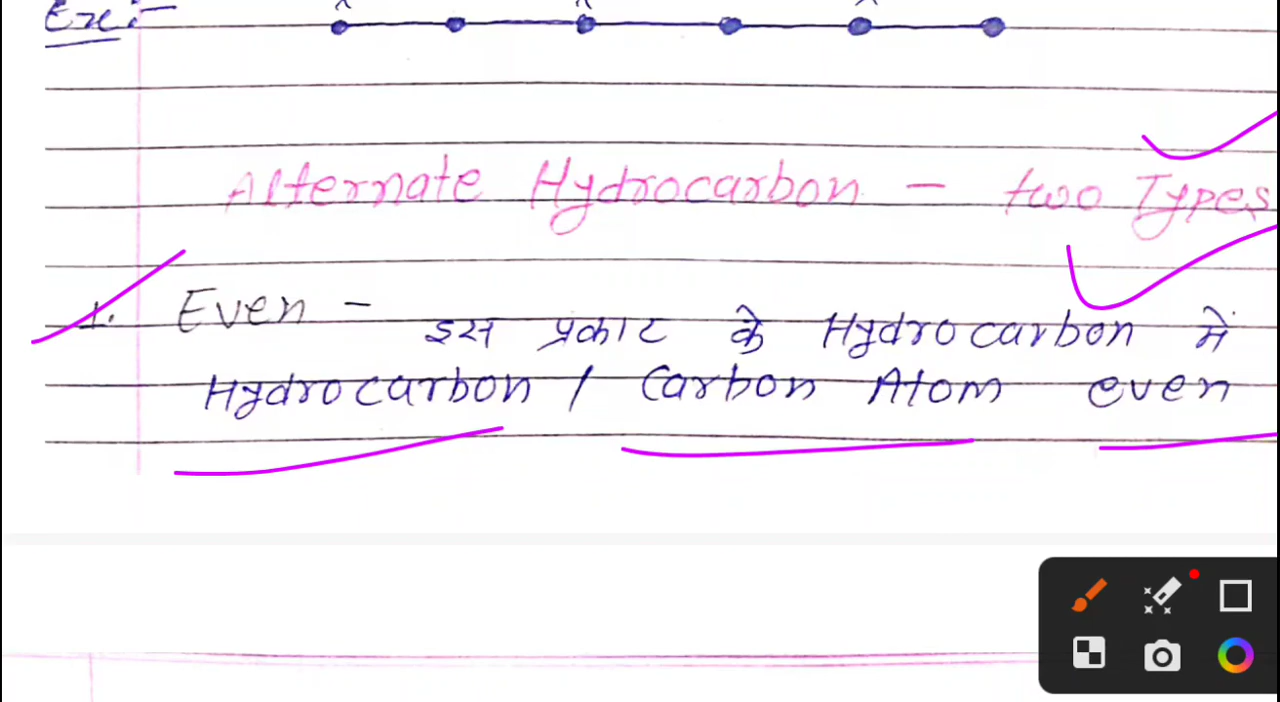 Ex:-
Alternate Hydrocarbon - two Types
1. Even - इस प्रकार के Hydrocarbon में
Hydrocarbon / Carbon Atom even